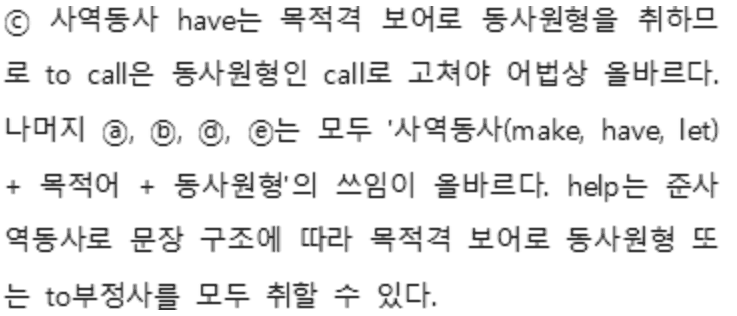 ⓒ 사역동사 have는 목적격 보어로 동사원형을 취하므
로 to call은 동사원형인 call로 고쳐야 어법상 올바르다.
나머지 ⓐ, ⓑ, ⓓ, ⓔ는 모두 '사역동사(make, have, let)
+ 목적어 + 동사원형'의 쓰임이 올바르다. help는 준사
역동사로 문장 구조에 따라 목적격 보어로 동사원형 또
는 to부정사를 모두 취할 수 있다.